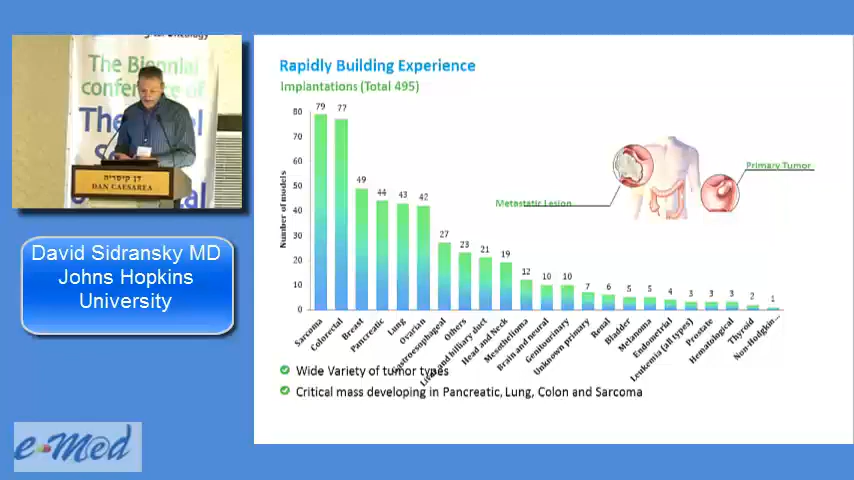 The Biennial
conference of
דן קיסריה
DAN CAESAREA
David Sidransky MD
Johns Hopkins
University
e-Med
Rapidly Building Experience
Implantations (Total 495)
Number of models
80
70
60
50
40
30
20
10
0
79
77
49
44
43
42
27
23
21
19
12
10
10
7
6
5
5
4
3
3
3
2
1
Sarcoma
Colorectal
Breast
Pancreatic
Lung
Ovarian
Gastroesophageal
Others
Liver and billiary duct
Head and Neck
Mesothelioma
Brain and neural
Genitourinary
Unknown primary
Renal
Bladder
Melanoma
Endometrial
Leukemia (all types)
Prostate
Hematological
Thyroid
Non-Hodgkin...
Metastatic Lesion
Primary Tumor
Wide Variety of tumor types
Critical mass developing in Pancreatic, Lung, Colon and Sarcoma